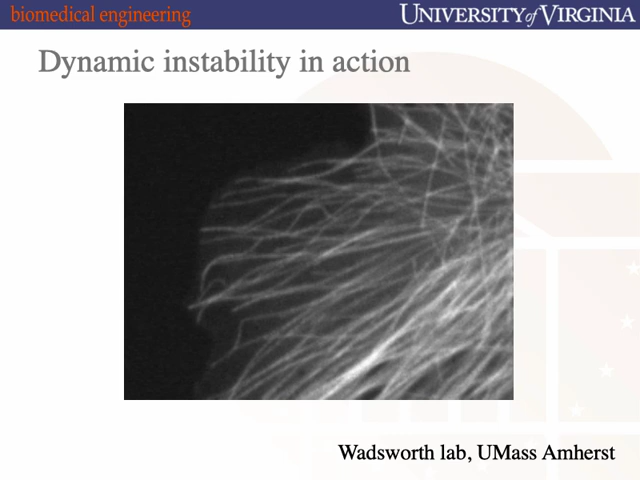 biomedical engineering
UNIVERSITY of VIRGINIA
Dynamic instability in action
Wadsworth lab, UMass Amherst